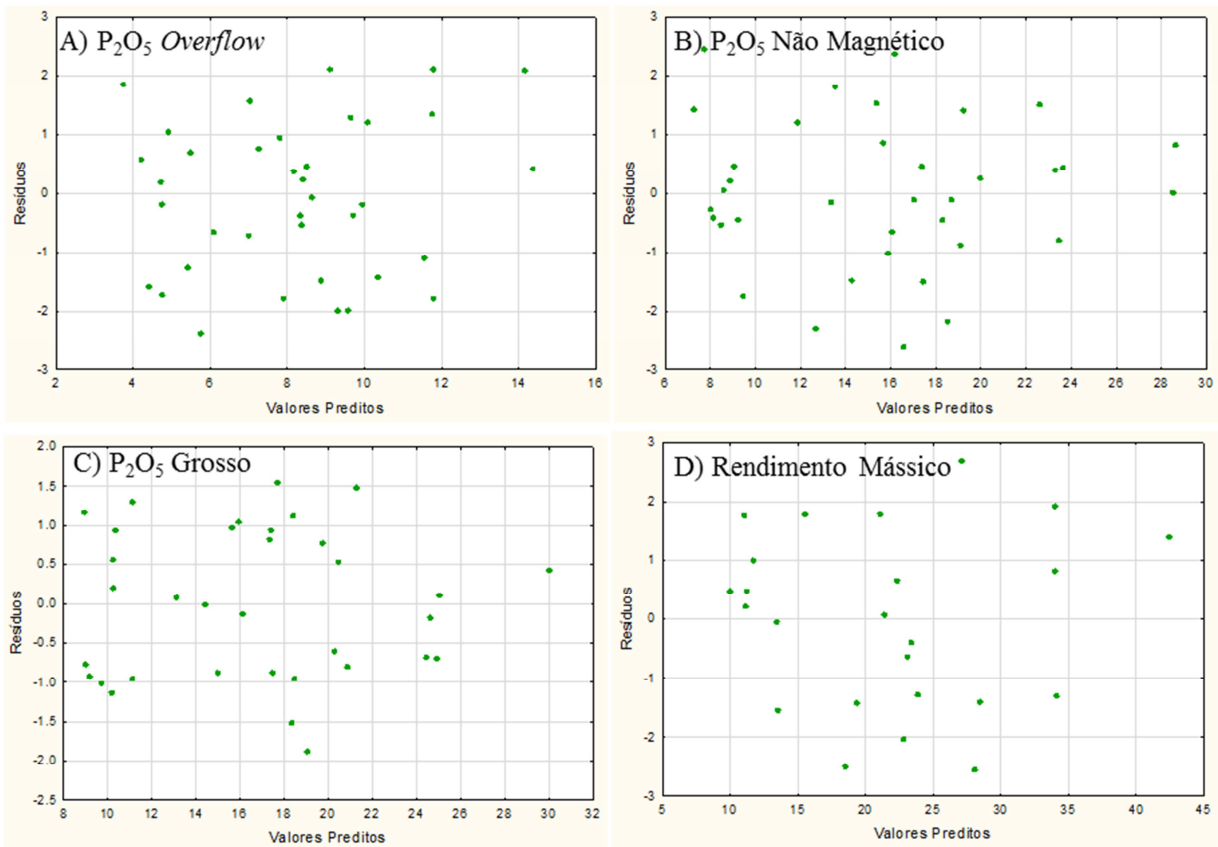 A) P₂O₅ Overflow
3
2
1
0
-1
-2
-3
Resíduos
2 4 6 8 10 12 14 16
Valores Preditos
B) P₂O₅ Não Magnético
3
2
1
0
-1
-2
-3
Resíduos
6 8 10 12 14 16 18 20 22 24 26 28 30
Valores Preditos
C) P₂O₅ Grosso
2.0
1.5
1.0
0.5
0.0
-0.5
-1.0
-1.5
-2.0
-2.5
Resíduos
8 10 12 14 16 18 20 22 24 26 28 30 32
Valores Preditos
D) Rendimento Mássico
3
2
1
0
-1
-2
-3
Resíduos
5 10 15 20 25 30 35 40 45
Valores Preditos